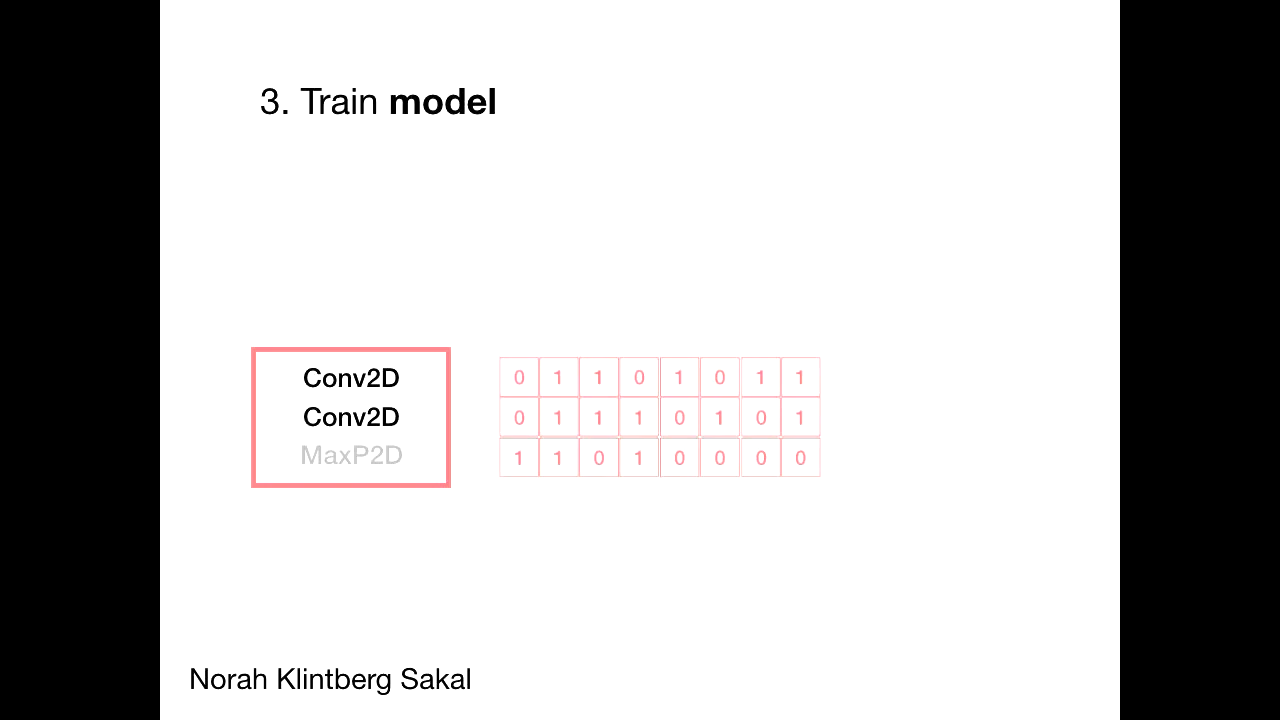 3. Train model
Conv2D
Conv2D
MaxP2D
0 1 1 0 1 0 1 1
0 1 1 1 0 1 0 1
1 1 0 1 0 0 0 0
Norah Klintberg Sakal